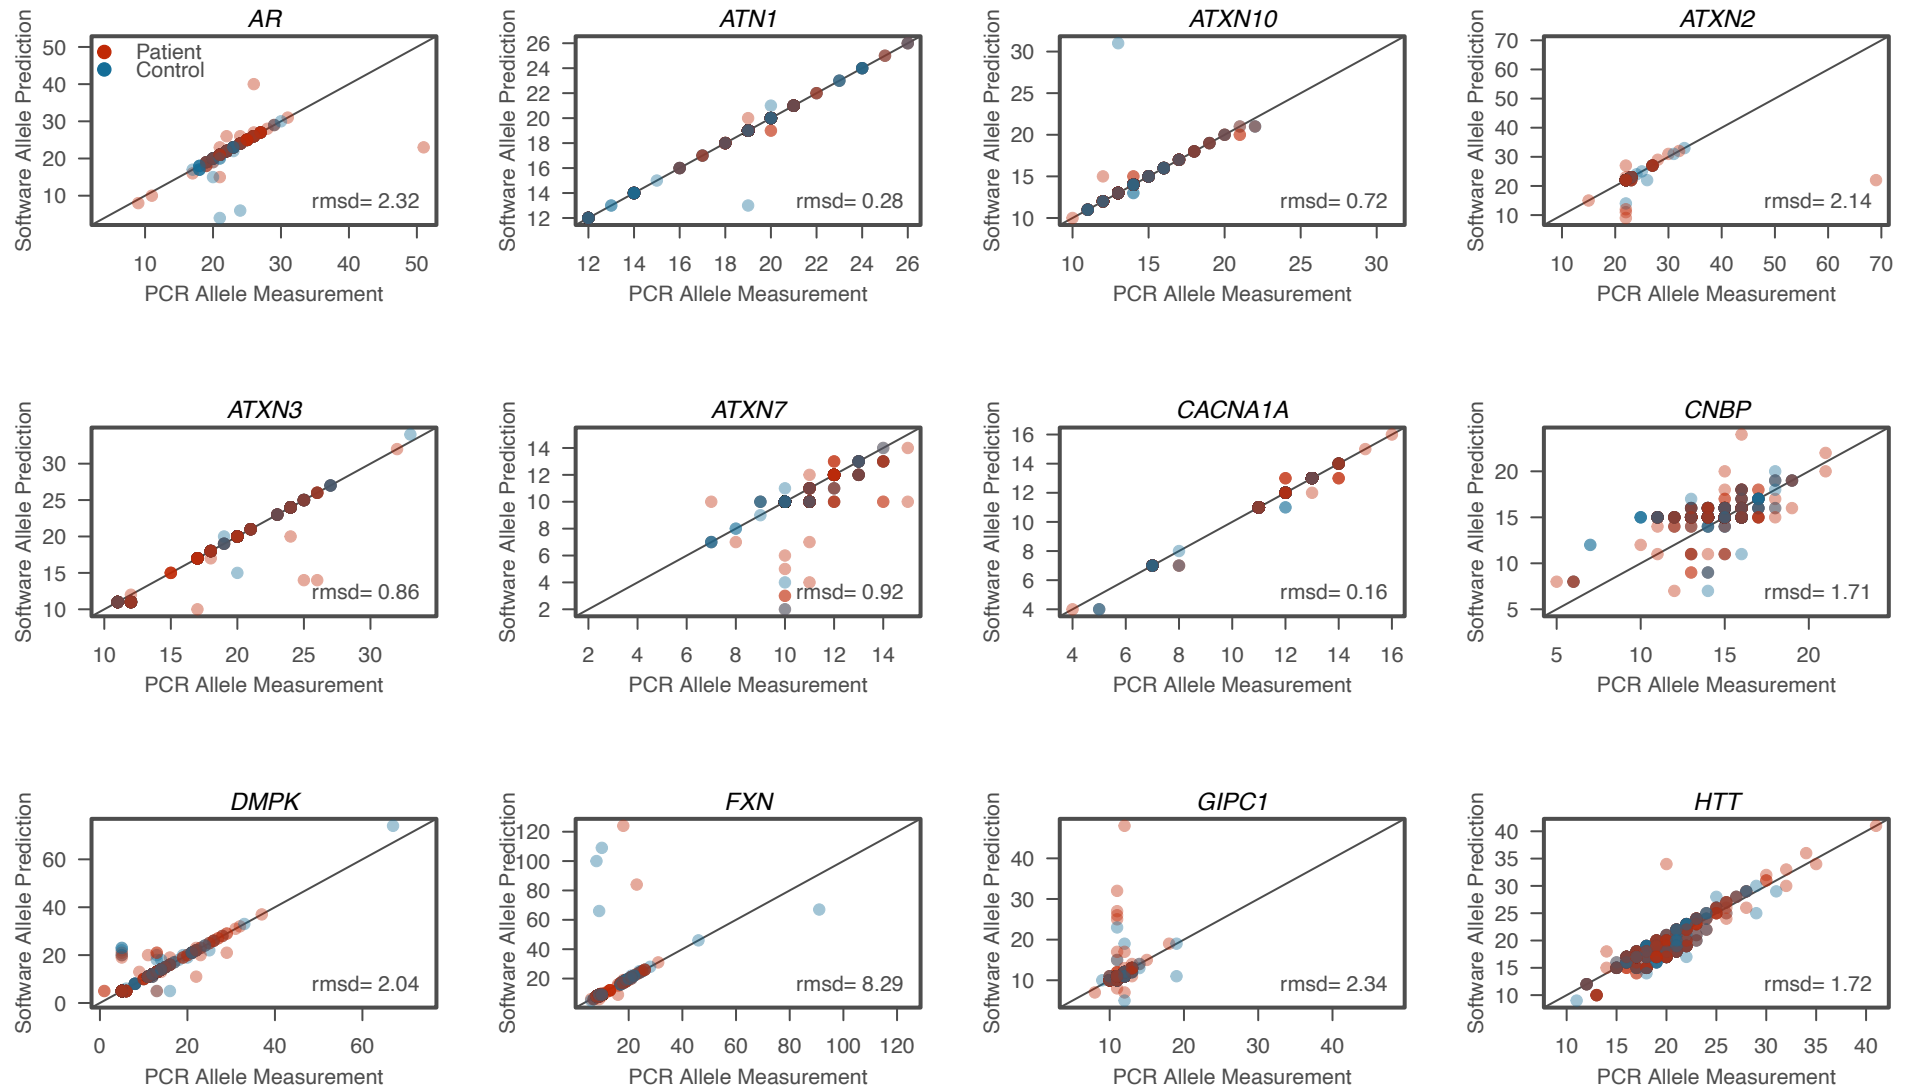 AR
Software Allele Prediction
50
40
30
20
10
Patient
Control
rmsd= 2.32
10 20 30 40 50
PCR Allele Measurement
ATN1
Software Allele Prediction
26
24
22
20
18
16
14
12
rmsd= 0.28
12 14 16 18 20 22 24 26
PCR Allele Measurement
ATXN10
Software Allele Prediction
30
25
20
15
10
rmsd= 0.72
10 15 20 25 30
PCR Allele Measurement
ATXN2
Software Allele Prediction
70
60
50
40
30
20
10
rmsd= 2.14
10 20 30 40 50 60 70
PCR Allele Measurement
ATXN3
Software Allele Prediction
30
25
20
15
10
rmsd= 0.86
10 15 20 25 30
PCR Allele Measurement
ATXN7
Software Allele Prediction
14
12
10
8
6
4
2
rmsd= 0.92
2 4 6 8 10 12 14
PCR Allele Measurement
CACNA1A
Software Allele Prediction
16
14
12
10
8
6
4
rmsd= 0.16
4 6 8 10 12 14 16
PCR Allele Measurement
CNBP
Software Allele Prediction
20
15
10
5
rmsd= 1.71
5 10 15 20
PCR Allele Measurement
DMPK
Software Allele Prediction
60
40
20
0
rmsd= 2.04
0 20 40 60
PCR Allele Measurement
FXN
Software Allele Prediction
120
100
80
60
40
20
rmsd= 8.29
20 40 60 80 100 120
PCR Allele Measurement
GIPC1
Software Allele Prediction
40
30
20
10
rmsd= 2.34
10 20 30 40
PCR Allele Measurement
HTT
Software Allele Prediction
40
35
30
25
20
15
10
rmsd= 1.72
10 15 20 25 30 35 40
PCR Allele Measurement